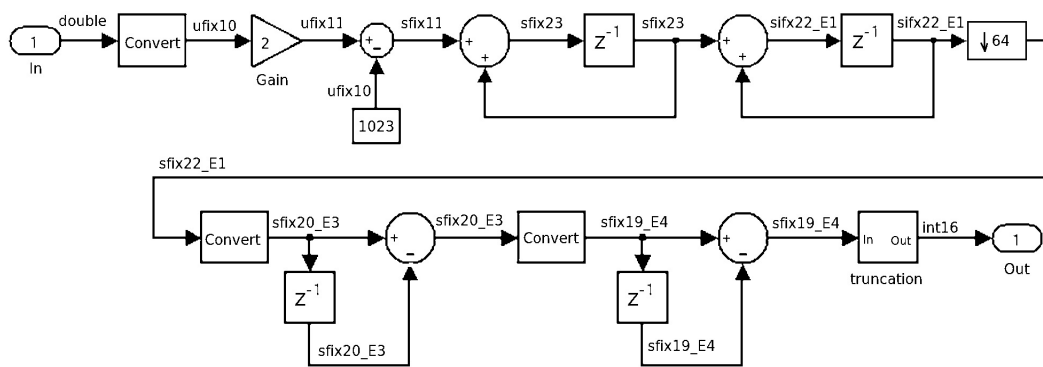 double
ufix10
ufix11
sfix11
sfix23
sfix23
sfix22_E1
sfix22_E1
1
Convert
2
+
−
+
+
Z⁻¹
+
+
Z⁻¹
↓64
In
Gain
ufix10
1023
sfix22_E1
Convert
sfix20_E3
+
−
sfix20_E3
Convert
sfix19_E4
+
−
sfix19_E4
In Out
int16
1
Z⁻¹
Z⁻¹
truncation
Out
sfix20_E3
sfix19_E4